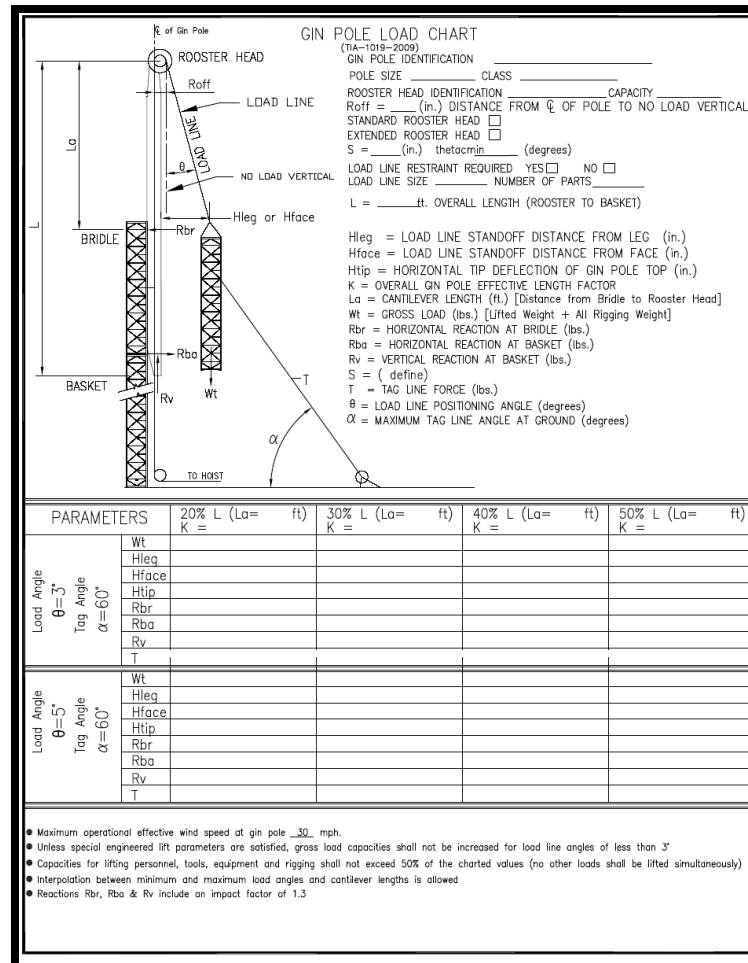 ℄ of Gin Pole
GIN POLE LOAD CHART
(TIA-1019-2009)
ROOSTER HEAD
Roff
LOAD LINE
LOAD LINE
La
L
θ
NO LOAD VERTICAL
Hleg or Hface
BRIDLE
Rbr
Rba
BASKET
Rv
Wt
T
α
TO HOIST
GIN POLE IDENTIFICATION
POLE SIZE CLASS
ROOSTER HEAD IDENTIFICATION CAPACITY
Roff = (in.) DISTANCE FROM ℄ OF POLE TO NO LOAD VERTICAL
STANDARD ROOSTER HEAD ☐
EXTENDED ROOSTER HEAD ☐
S = (in.) thetacmin (degrees)
LOAD LINE RESTRAINT REQUIRED YES☐ NO ☐
LOAD LINE SIZE NUMBER OF PARTS
L = ft. OVERALL LENGTH (ROOSTER TO BASKET)
Hleg = LOAD LINE STANDOFF DISTANCE FROM LEG (in.)
Hface = LOAD LINE STANDOFF DISTANCE FROM FACE (in.)
Htip = HORIZONTAL TIP DEFLECTION OF GIN POLE TOP (in.)
K = OVERALL GIN POLE EFFECTIVE LENGTH FACTOR
La = CANTILEVER LENGTH (ft.) [Distance from Bridle to Rooster Head]
Wt = GROSS LOAD (lbs.) [Lifted Weight + All Rigging Weight]
Rbr = HORIZONTAL REACTION AT BRIDLE (lbs.)
Rba = HORIZONTAL REACTION AT BASKET (lbs.)
Rv = VERTICAL REACTION AT BASKET (lbs.)
S = ( define)
T = TAG LINE FORCE (lbs.)
θ = LOAD LINE POSITIONING ANGLE (degrees)
α = MAXIMUM TAG LINE ANGLE AT GROUND (degrees)
PARAMETERS
20% L (La= ft)
K =
30% L (La= ft)
K =
40% L (La= ft)
K =
50% L (La= ft)
K =
Load Angle
θ=3°
Tag Angle
α=60°
Wt
Hleg
Hface
Htip
Rbr
Rba
Rv
T
Load Angle
θ=5°
Tag Angle
α=60°
Wt
Hleg
Hface
Htip
Rbr
Rba
Rv
T
● Maximum operational effective wind speed at gin pole 30 mph.
● Unless special engineered lift parameters are satisfied, gross load capacities shall not be increased for load line angles of less than 3°
● Capacities for lifting personnel, tools, equipment and rigging shall not exceed 50% of the charted values (no other loads shall be lifted simultaneously)
● Interpolation between minimum and maximum load angles and cantilever lengths is allowed
● Reactions Rbr, Rba & Rv include an impact factor of 1.3